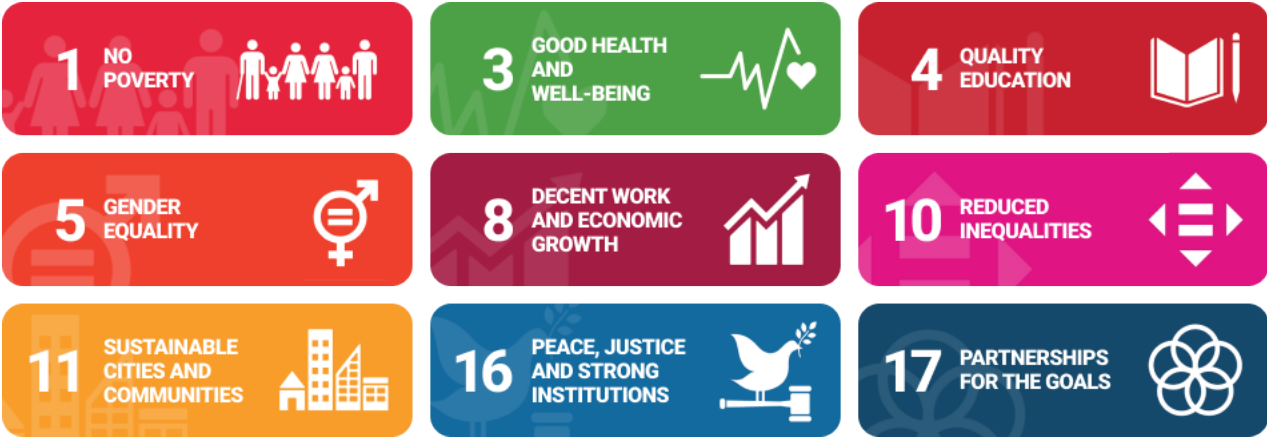 1
NO
POVERTY
3
GOOD HEALTH
AND
WELL-BEING
4
QUALITY
EDUCATION
5
GENDER
EQUALITY
8
DECENT WORK
AND ECONOMIC
GROWTH
10
REDUCED
INEQUALITIES
11
SUSTAINABLE
CITIES AND
COMMUNITIES
16
PEACE, JUSTICE
AND STRONG
INSTITUTIONS
17
PARTNERSHIPS
FOR THE GOALS